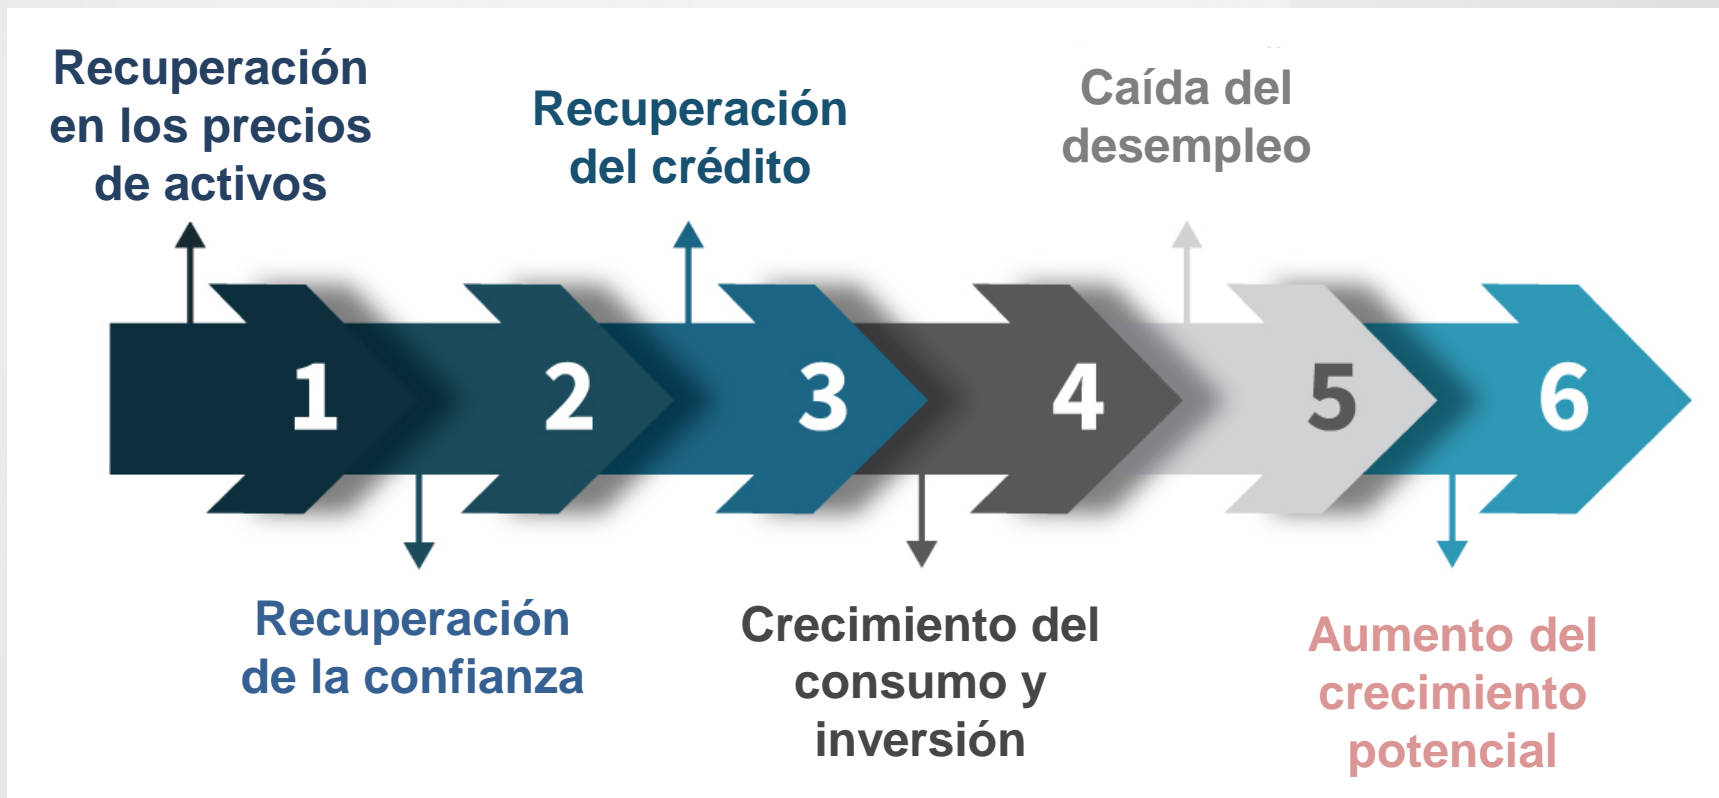 Recuperación
en los precios
de activos
Recuperación
del crédito
Caída del
desempleo
1
2
3
4
5
6
Recuperación
de la confianza
Crecimiento del
consumo y
inversión
Aumento del
crecimiento
potencial